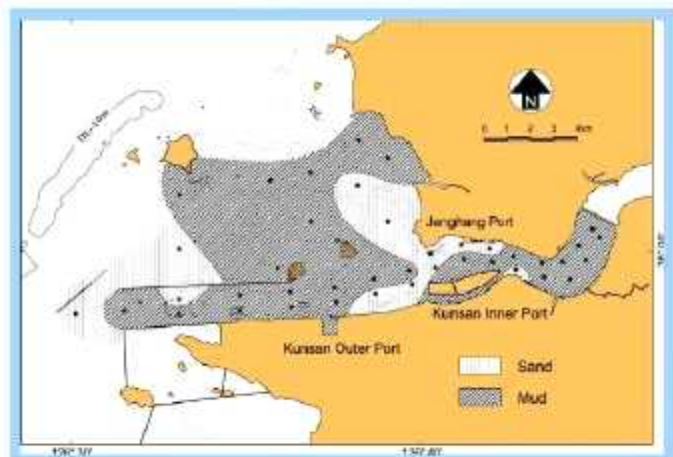 N
0 1 2 3 4km
Janghang Port
Kunsan Inner Port
Kunsan Outer Port
Sand
Mud